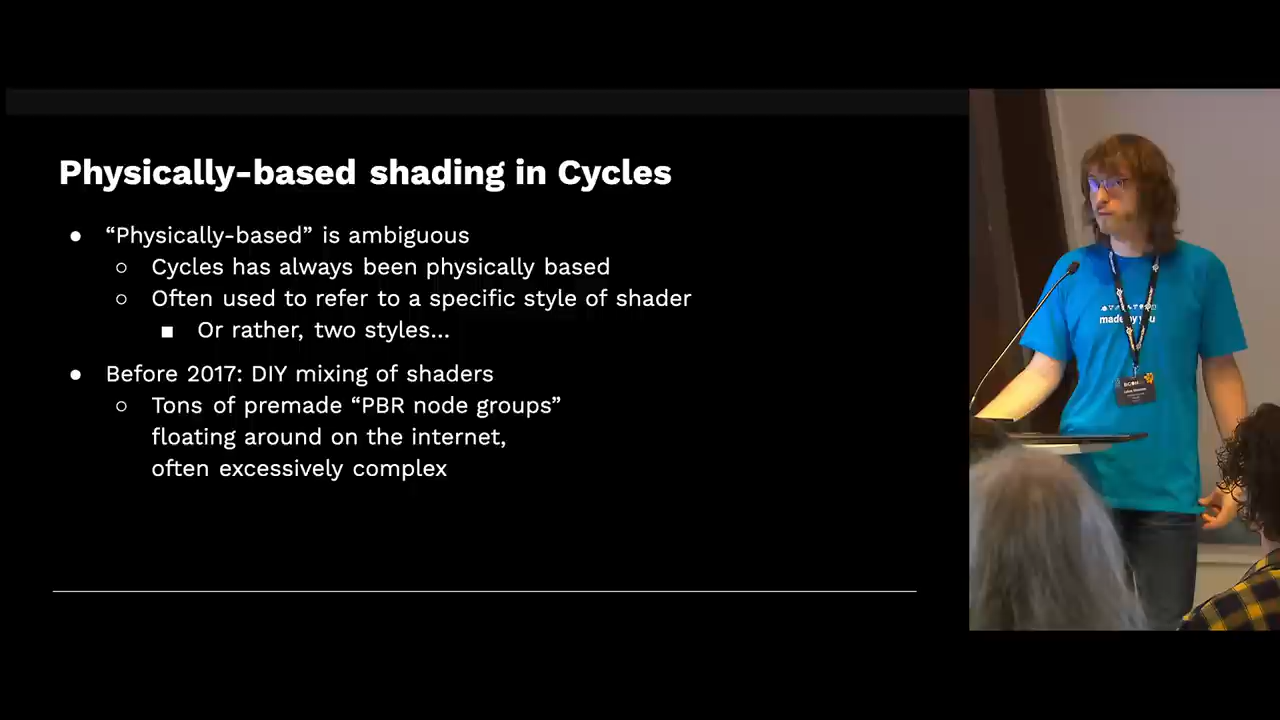 Physically-based shading in Cycles
● “Physically-based” is ambiguous
○ Cycles has always been physically based
○ Often used to refer to a specific style of shader
■ Or rather, two styles...
● Before 2017: DIY mixing of shaders
○ Tons of premade “PBR node groups”
floating around on the internet,
often excessively complex
made by you